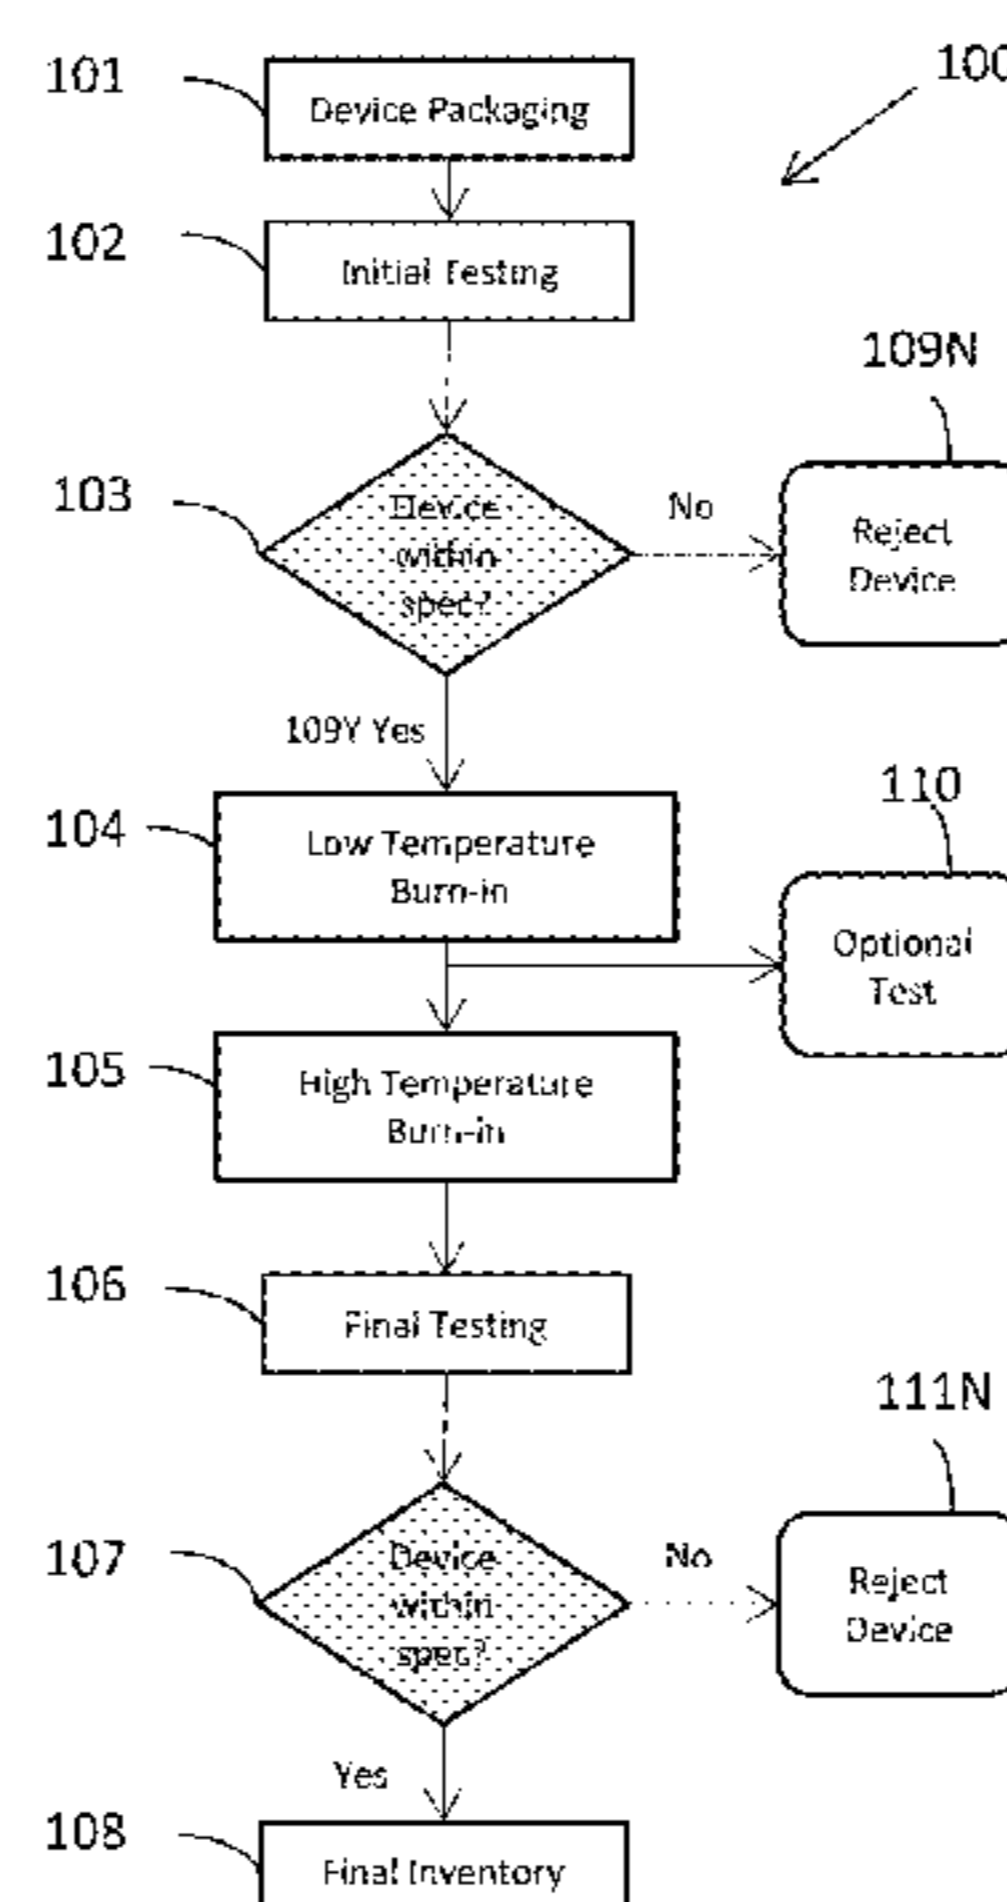 101
Device Packaging
100
102
Initial Testing
109N
103
Device
within
spec?
No
Reject
Device
109Y Yes
110
104
Low Temperature
Burn-in
Optional
Test
105
High Temperature
Burn-in
106
Final Testing
111N
107
Device
within
spec?
No
Reject
Device
Yes
108
Final Inventory